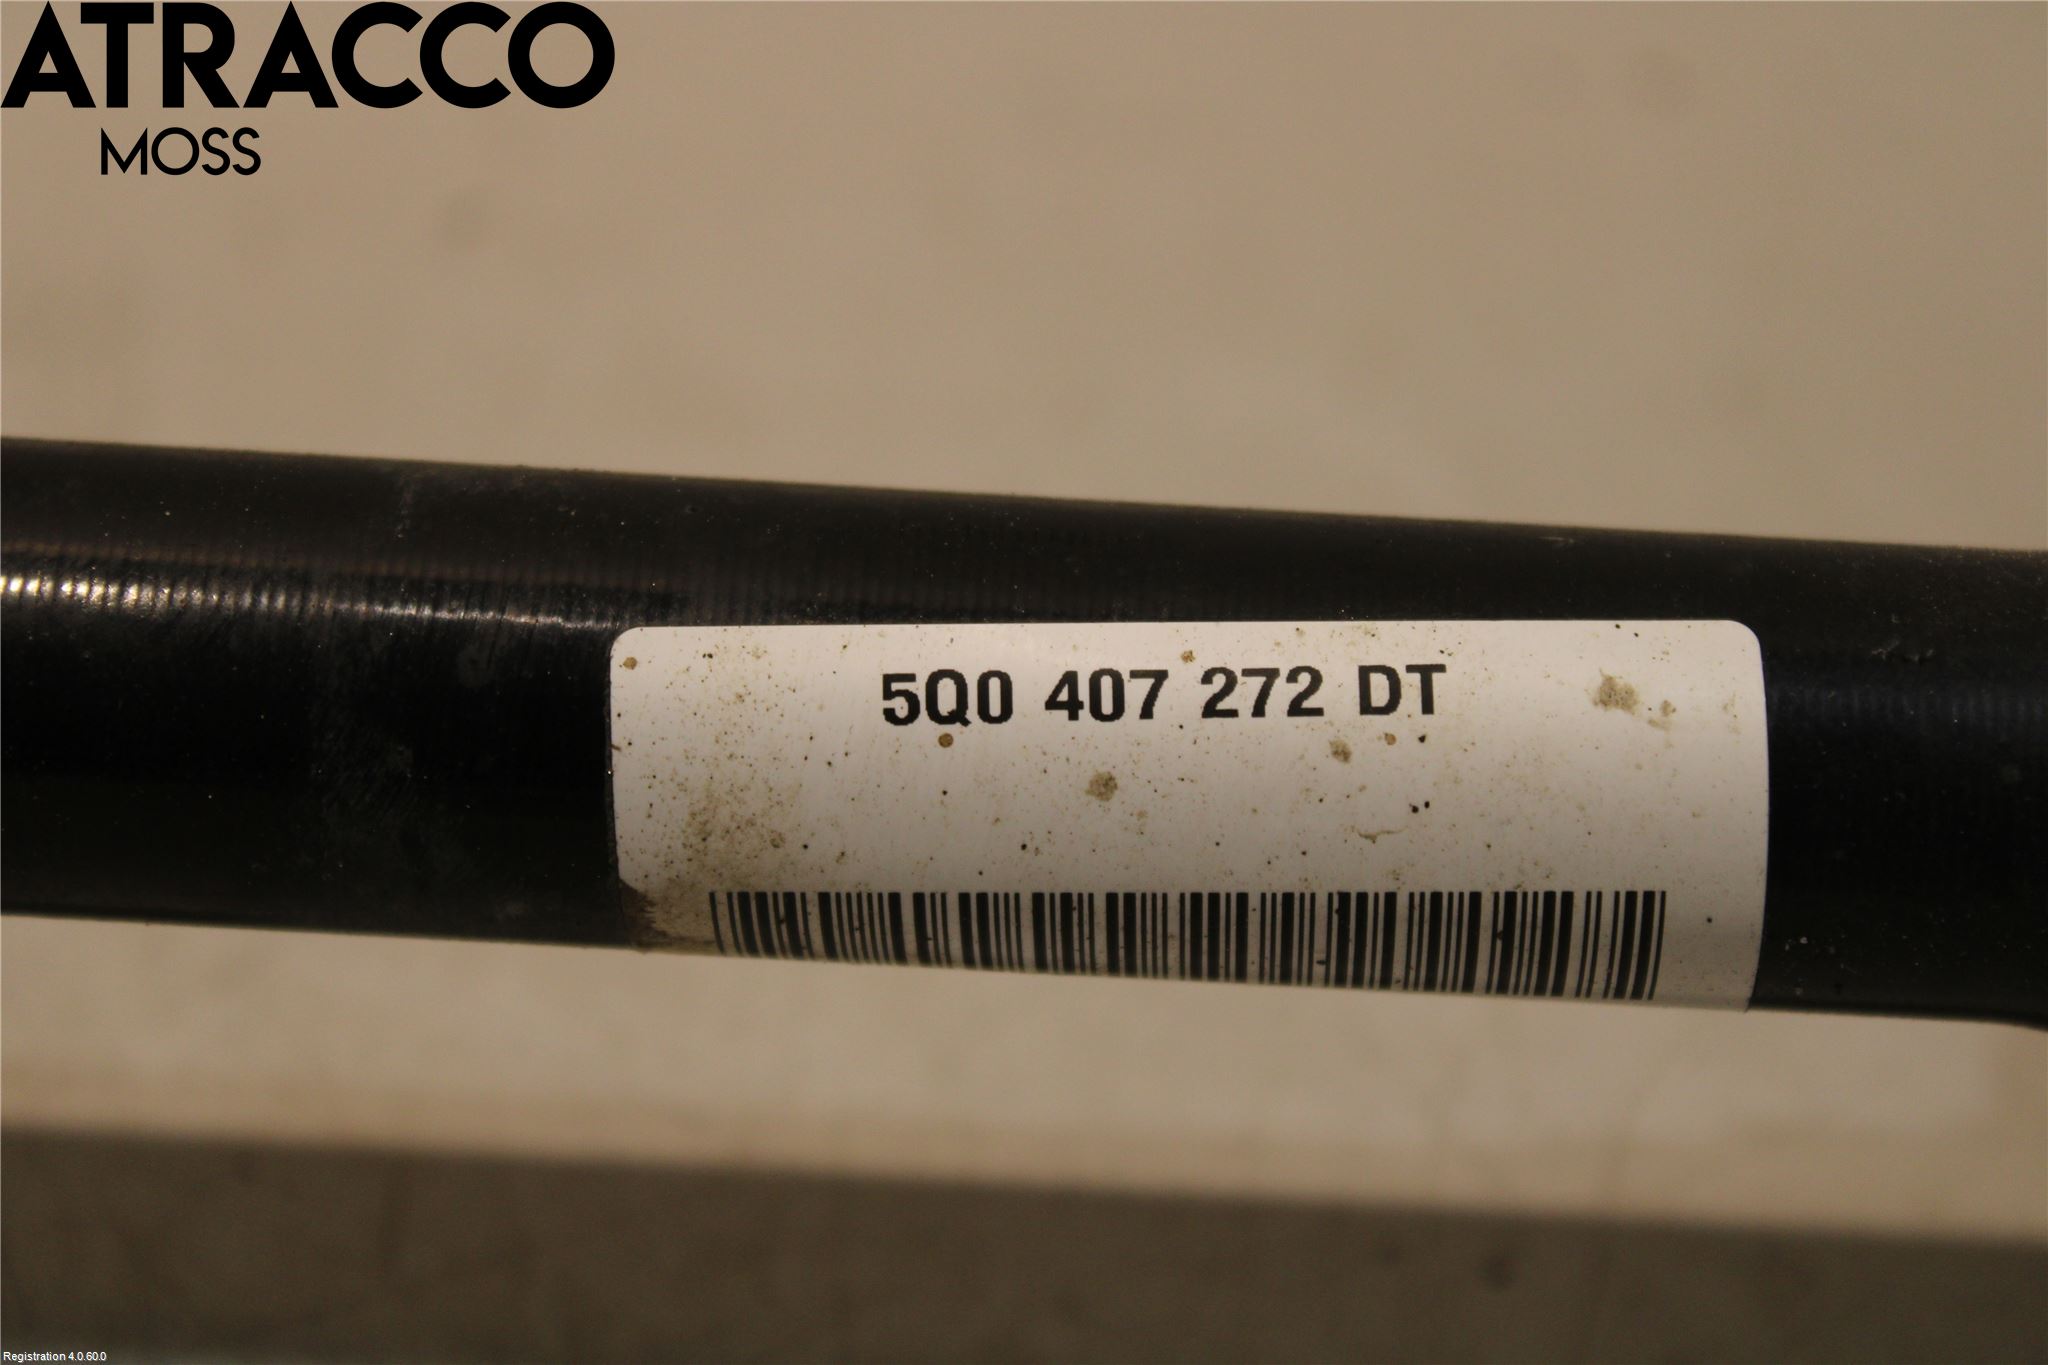 ATRACCO
MOSS
5Q0 407 272 DT
Registration 4.0.60.0